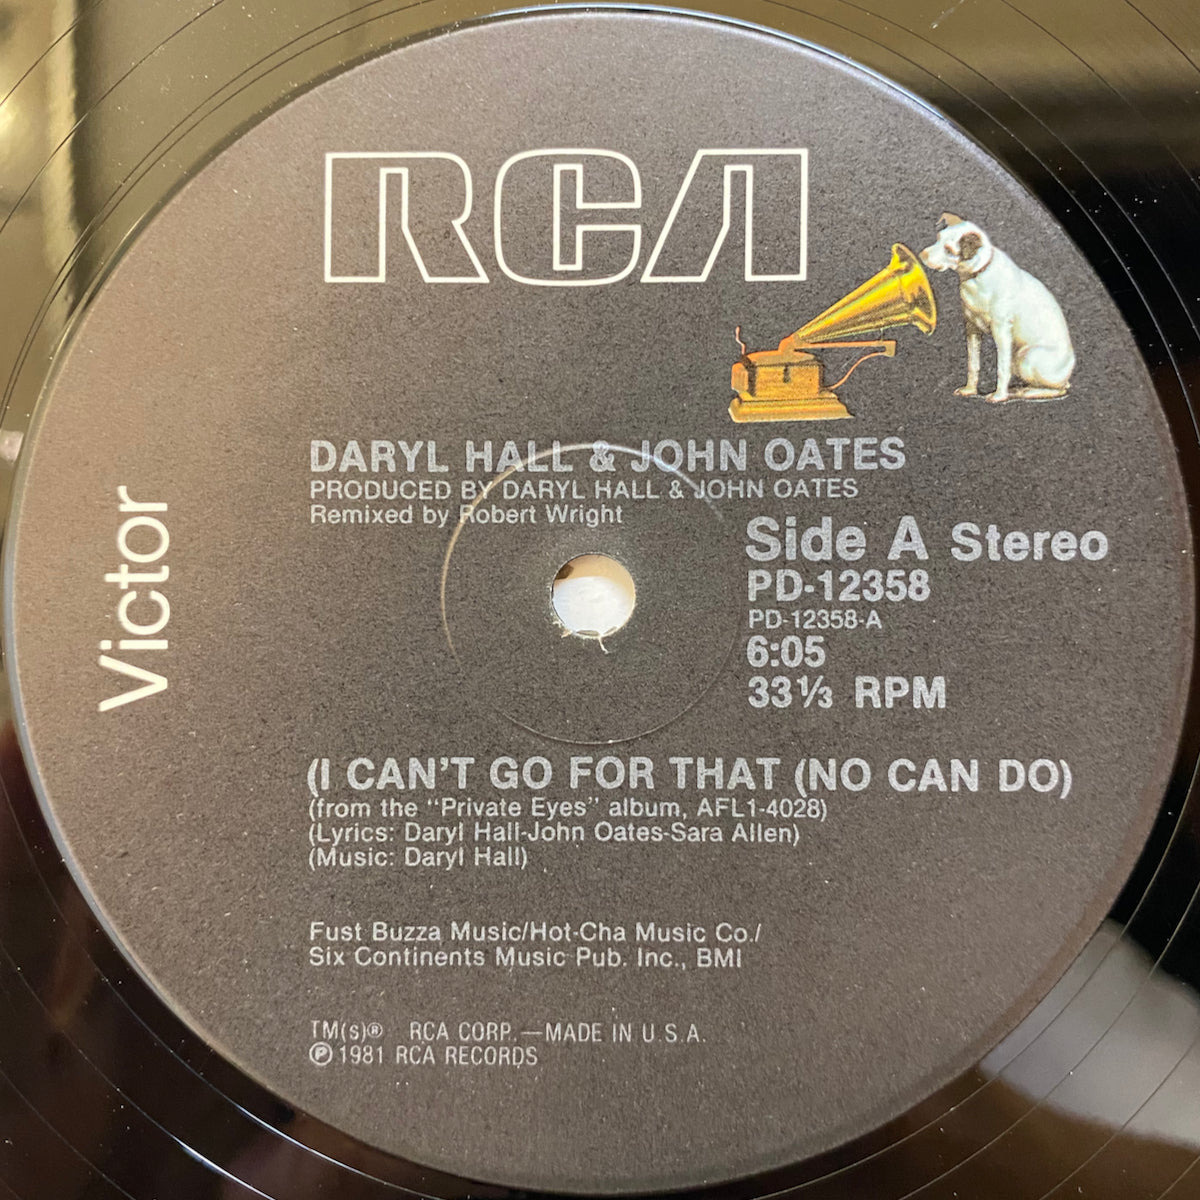 RCA
Victor
DARYL HALL & JOHN OATES
PRODUCED BY DARYL HALL & JOHN OATES
Remixed by Robert Wright
Side A Stereo
PD-12358
PD-12358-A
6:05
33⅓ RPM
(I CAN'T GO FOR THAT (NO CAN DO)
(from the "Private Eyes" album, AFL1-4028)
(Lyrics: Daryl Hall-John Oates-Sara Allen)
(Music: Daryl Hall)
Fust Buzza Music/Hot-Cha Music Co./
Six Continents Music Pub. Inc., BMI
TM(s)® RCA CORP.—MADE IN U.S.A.
℗ 1981 RCA RECORDS